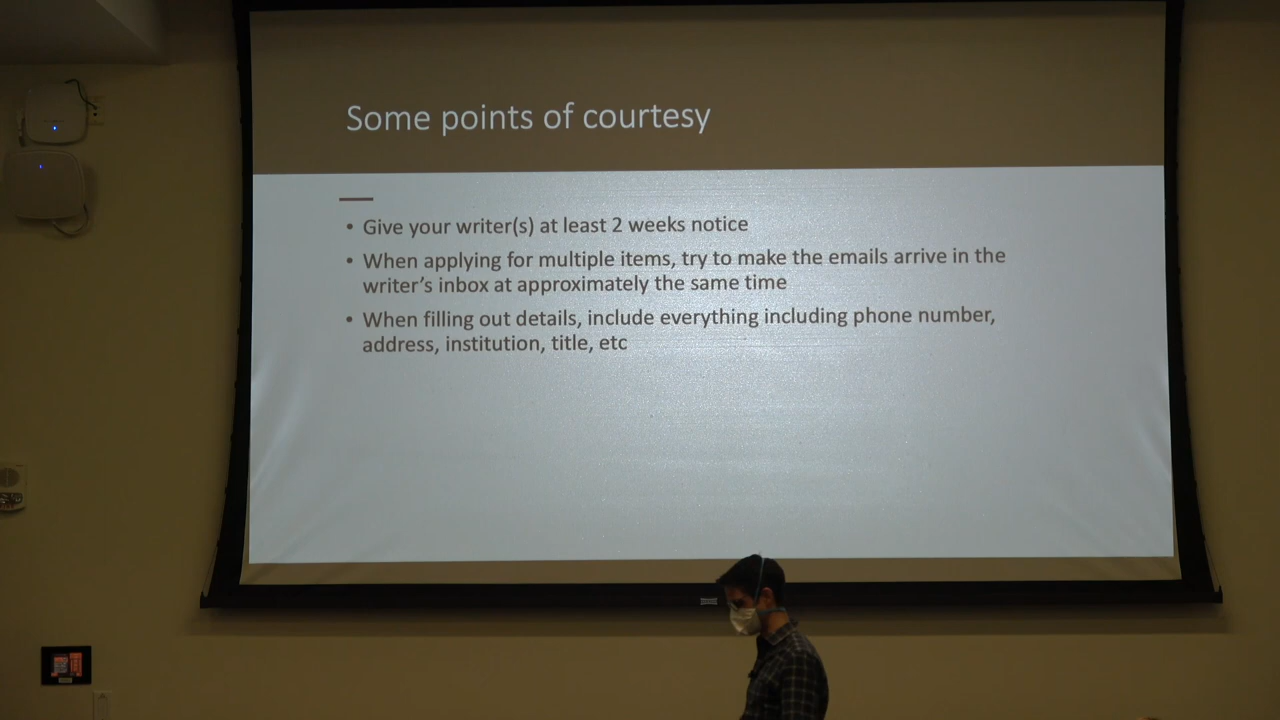 Some points of courtesy
• Give your writer(s) at least 2 weeks notice
• When applying for multiple items, try to make the emails arrive in the
writer's inbox at approximately the same time
• When filling out details, include everything including phone number,
address, institution, title, etc